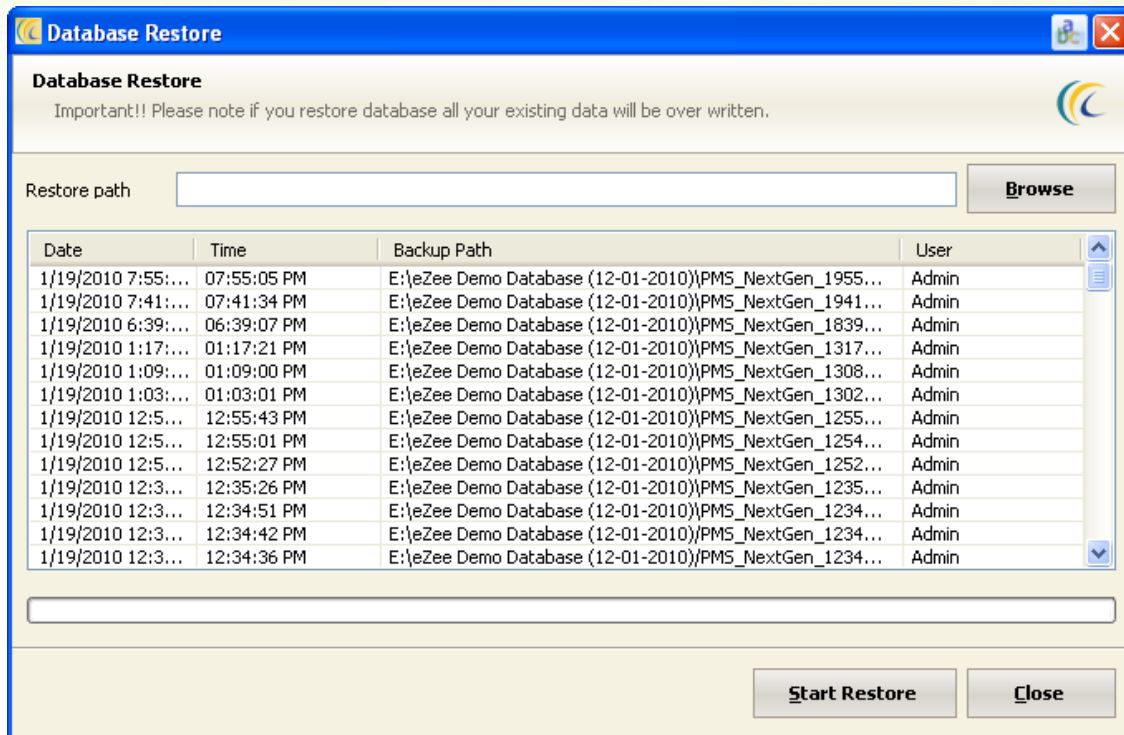 Database Restore
Database Restore
Important!! Please note if you restore database all your existing data will be over written.
Restore path Browse
Date Time Backup Path User
1/19/2010 7:55:... 07:55:05 PM E:\eZee Demo Database (12-01-2010)\PMS_NextGen_1955... Admin
1/19/2010 7:41:... 07:41:34 PM E:\eZee Demo Database (12-01-2010)\PMS_NextGen_1941... Admin
1/19/2010 6:39:... 06:39:07 PM E:\eZee Demo Database (12-01-2010)\PMS_NextGen_1839... Admin
1/19/2010 1:17:... 01:17:21 PM E:\eZee Demo Database (12-01-2010)\PMS_NextGen_1317... Admin
1/19/2010 1:09:... 01:09:00 PM E:\eZee Demo Database (12-01-2010)\PMS_NextGen_1308... Admin
1/19/2010 1:03:... 01:03:01 PM E:\eZee Demo Database (12-01-2010)\PMS_NextGen_1302... Admin
1/19/2010 12:5... 12:55:43 PM E:\eZee Demo Database (12-01-2010)\PMS_NextGen_1255... Admin
1/19/2010 12:5... 12:55:01 PM E:\eZee Demo Database (12-01-2010)\PMS_NextGen_1254... Admin
1/19/2010 12:5... 12:52:27 PM E:\eZee Demo Database (12-01-2010)\PMS_NextGen_1252... Admin
1/19/2010 12:3... 12:35:26 PM E:\eZee Demo Database (12-01-2010)\PMS_NextGen_1235... Admin
1/19/2010 12:3... 12:34:51 PM E:\eZee Demo Database (12-01-2010)\PMS_NextGen_1234... Admin
1/19/2010 12:3... 12:34:42 PM E:\eZee Demo Database (12-01-2010)/PMS_NextGen_1234... Admin
1/19/2010 12:3... 12:34:36 PM E:\eZee Demo Database (12-01-2010)/PMS_NextGen_1234... Admin
Start Restore Close